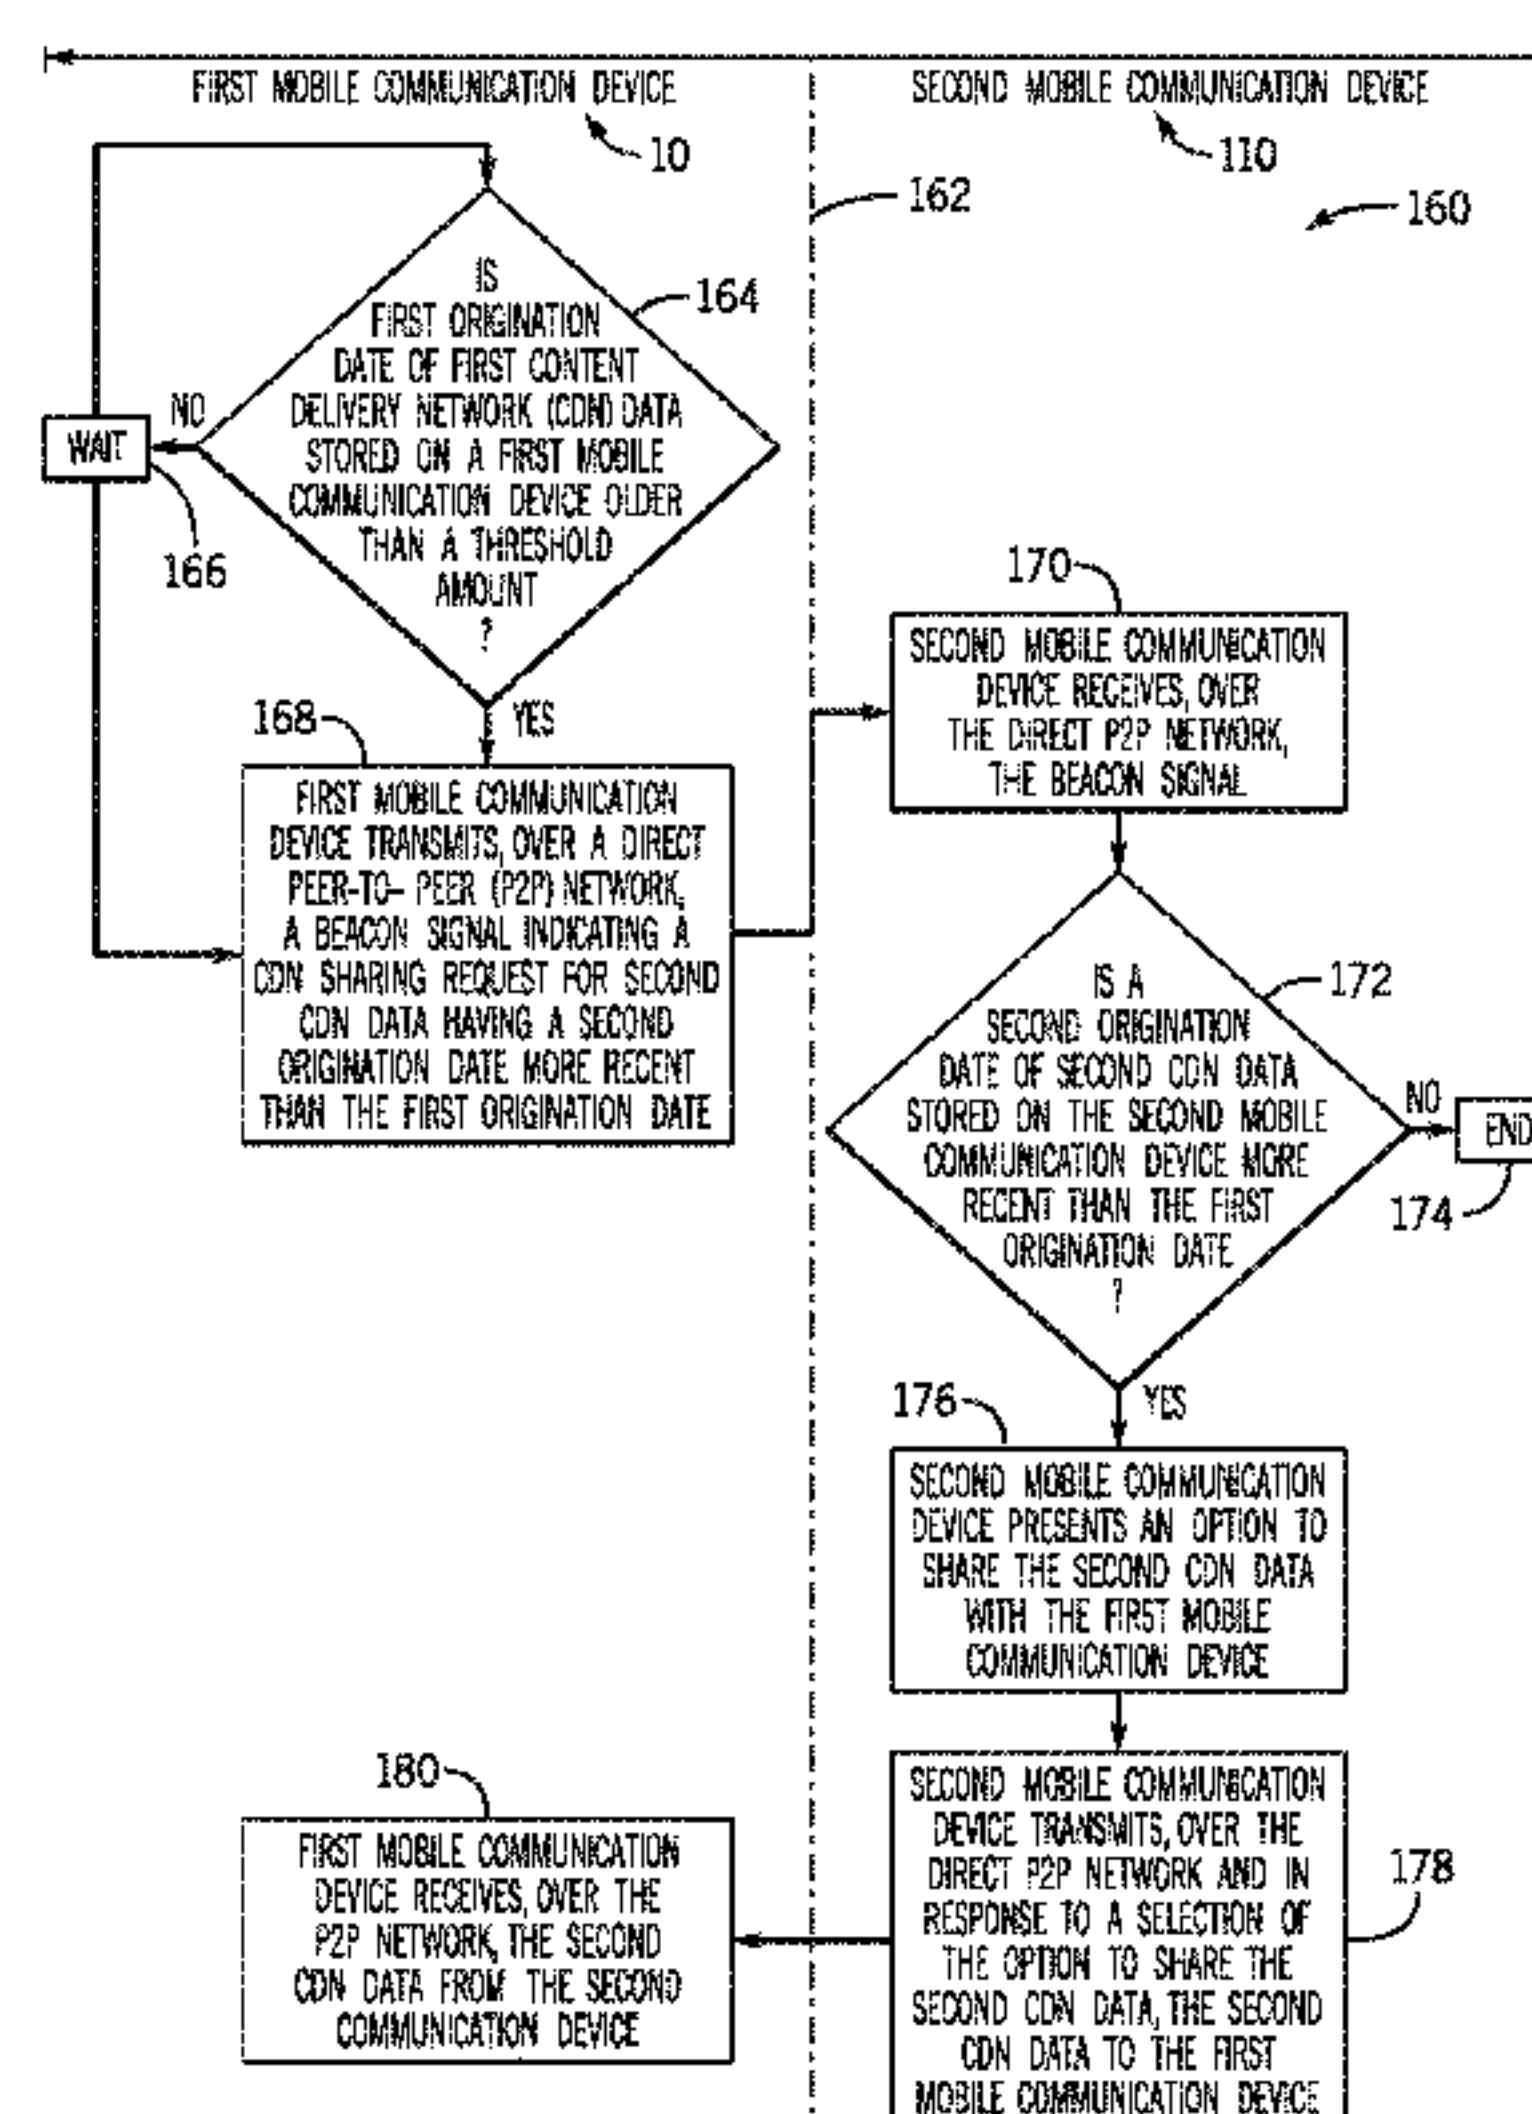 FIRST MOBILE COMMUNICATION DEVICE
10
SECOND MOBILE COMMUNICATION DEVICE
110
162
160
IS
FIRST ORIGINATION
DATE OF FIRST CONTENT
DELIVERY NETWORK (CDN) DATA
STORED ON A FIRST MOBILE
COMMUNICATION DEVICE OLDER
THAN A THRESHOLD
AMOUNT
?
164
NO
WAIT
166
YES
168
FIRST MOBILE COMMUNICATION
DEVICE TRANSMITS, OVER A DIRECT
PEER-TO- PEER (P2P) NETWORK,
A BEACON SIGNAL INDICATING A
CDN SHARING REQUEST FOR SECOND
CDN DATA HAVING A SECOND
ORIGINATION DATE MORE RECENT
THAN THE FIRST ORIGINATION DATE
170
SECOND MOBILE COMMUNICATION
DEVICE RECEIVES, OVER
THE DIRECT P2P NETWORK,
THE BEACON SIGNAL
IS A
SECOND ORIGINATION
DATE OF SECOND CDN DATA
STORED ON THE SECOND MOBILE
COMMUNICATION DEVICE MORE
RECENT THAN THE FIRST
ORIGINATION DATE
?
172
NO
END
174
YES
176
SECOND MOBILE COMMUNICATION
DEVICE PRESENTS AN OPTION TO
SHARE THE SECOND CDN DATA
WITH THE FIRST MOBILE
COMMUNICATION DEVICE
SECOND MOBILE COMMUNICATION
DEVICE TRANSMITS, OVER THE
DIRECT P2P NETWORK AND IN
RESPONSE TO A SELECTION OF
THE OPTION TO SHARE THE
SECOND CDN DATA, THE SECOND
CDN DATA TO THE FIRST
MOBILE COMMUNICATION DEVICE
178
180
FIRST MOBILE COMMUNICATION
DEVICE RECEIVES, OVER THE
P2P NETWORK, THE SECOND
CDN DATA FROM THE SECOND
COMMUNICATION DEVICE